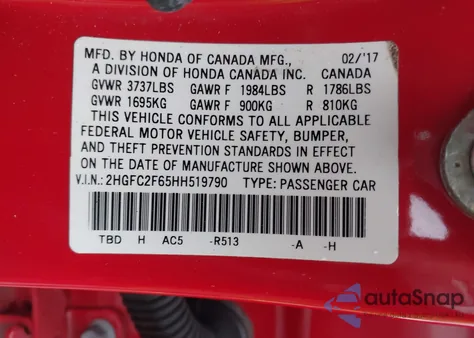 MFD. BY HONDA OF CANADA MFG., 02/'17
A DIVISION OF HONDA CANADA INC. CANADA
GVWR 3737LBS GAWR F 1984LBS R 1786LBS
GVWR 1695KG GAWR F 900KG R 810KG
THIS VEHICLE CONFORMS TO ALL APPLICABLE
FEDERAL MOTOR VEHICLE SAFETY, BUMPER,
AND THEFT PREVENTION STANDARDS IN EFFECT
ON THE DATE OF MANUFACTURE SHOWN ABOVE.
V.I.N.: 2HGFC2F65HH519790 TYPE: PASSENGER CAR
TBD H AC5 -R513 -A -H
autoSnap